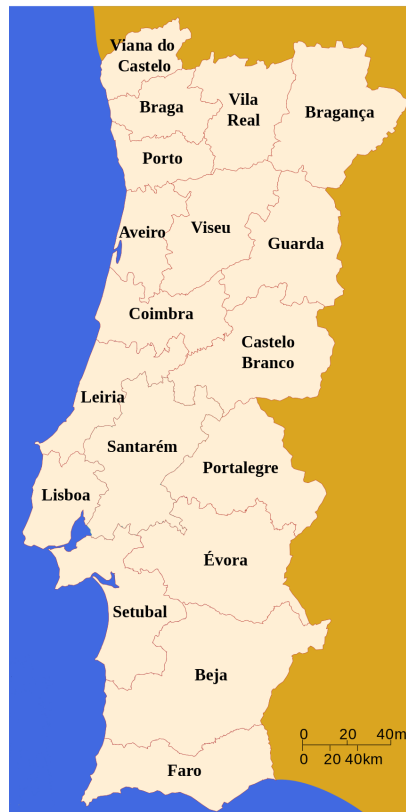 Viana do
Castelo
Braga
Vila
Real
Bragança
Porto
Aveiro
Viseu
Guarda
Coimbra
Castelo
Branco
Leiria
Santarém
Portalegre
Lisboa
Évora
Setubal
Beja
Faro
0 20 40m
0 20 40km